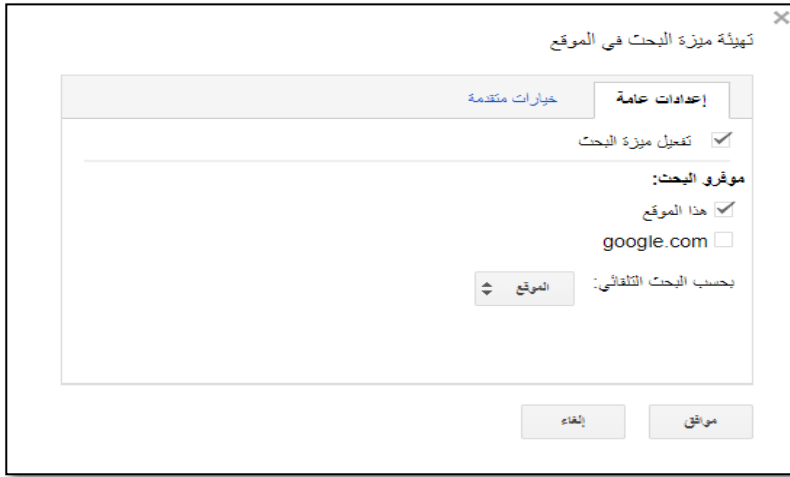 تهيئة ميزة البحث في الموقع
إعدادات عامة خيارات متقدمة
تفعيل ميزة البحث
موفرو البحث:
هذا الموقع
google.com
بحسب البحث التلقائي: الموقع
موافق إلغاء